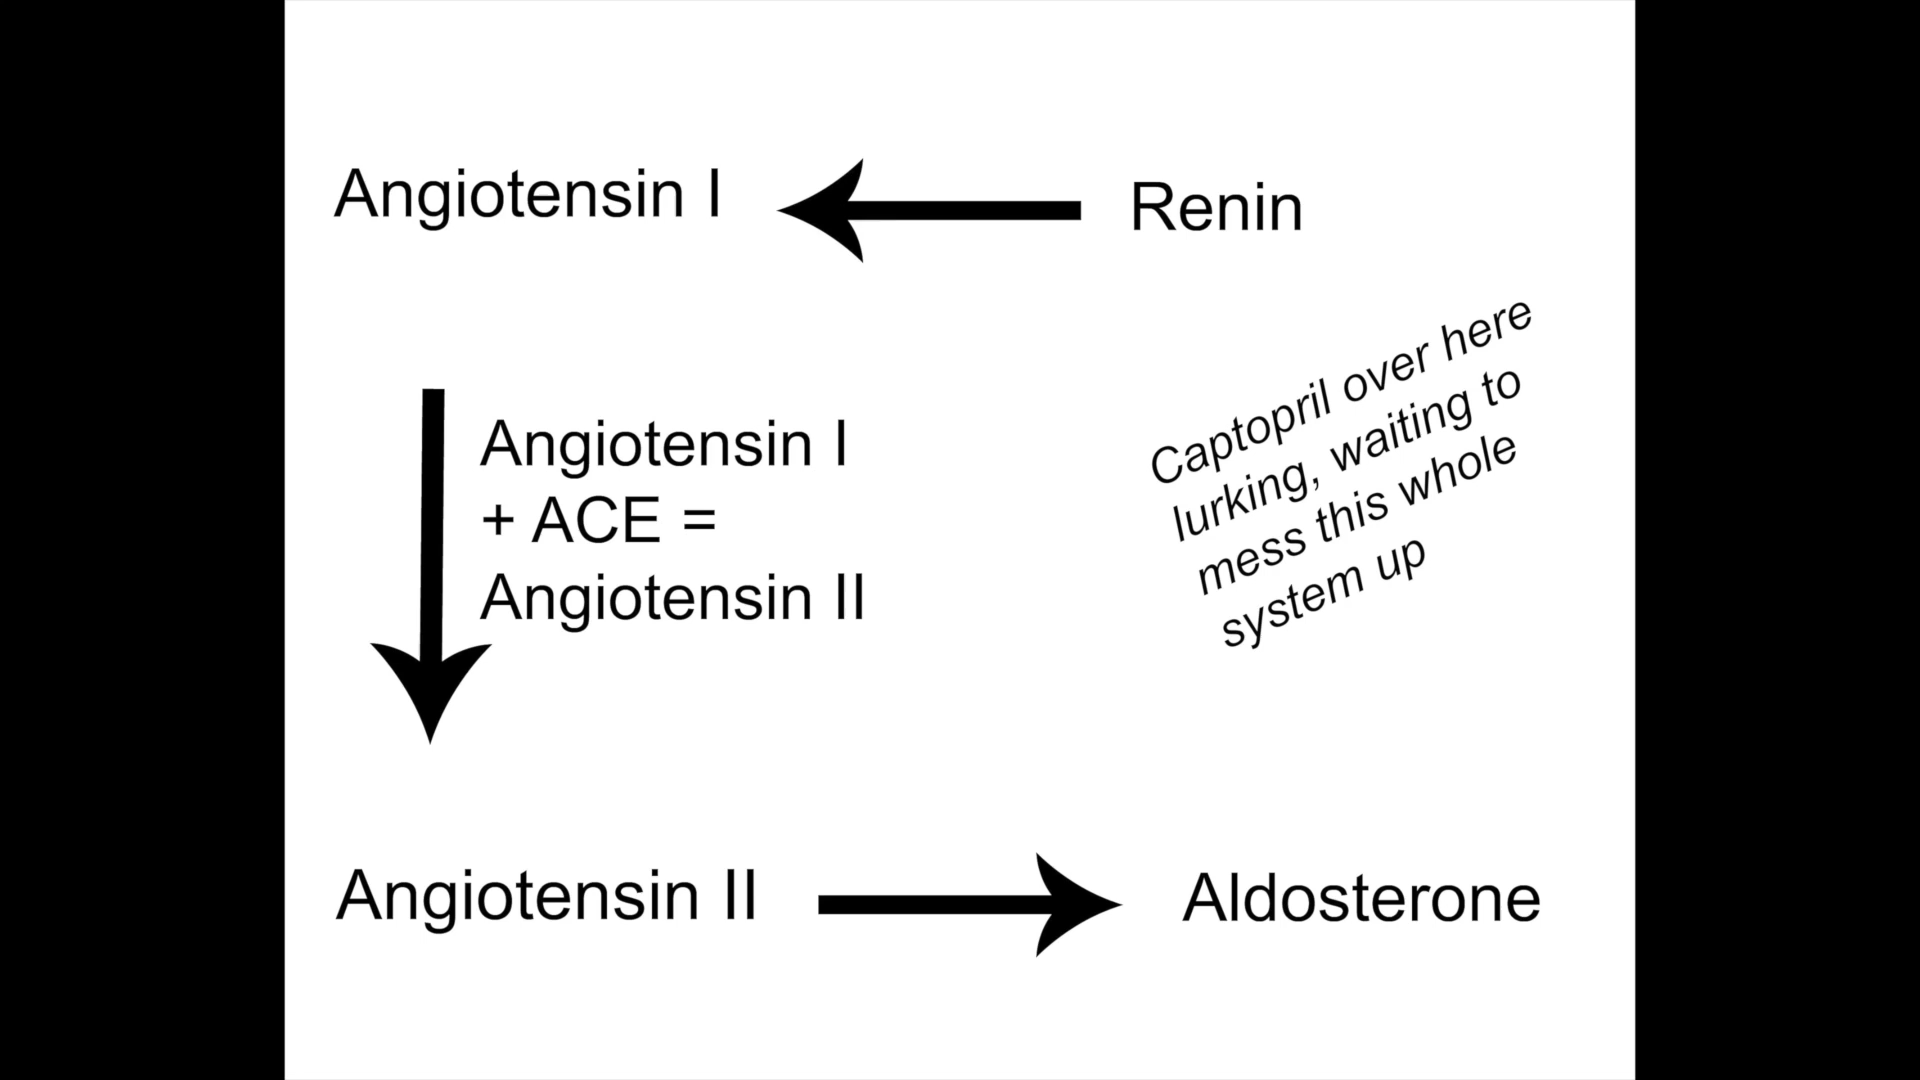 Angiotensin I
Renin
Captopril over here
lurking, waiting to
mess this whole
system up
Angiotensin I
+ ACE =
Angiotensin II
Angiotensin II
Aldosterone